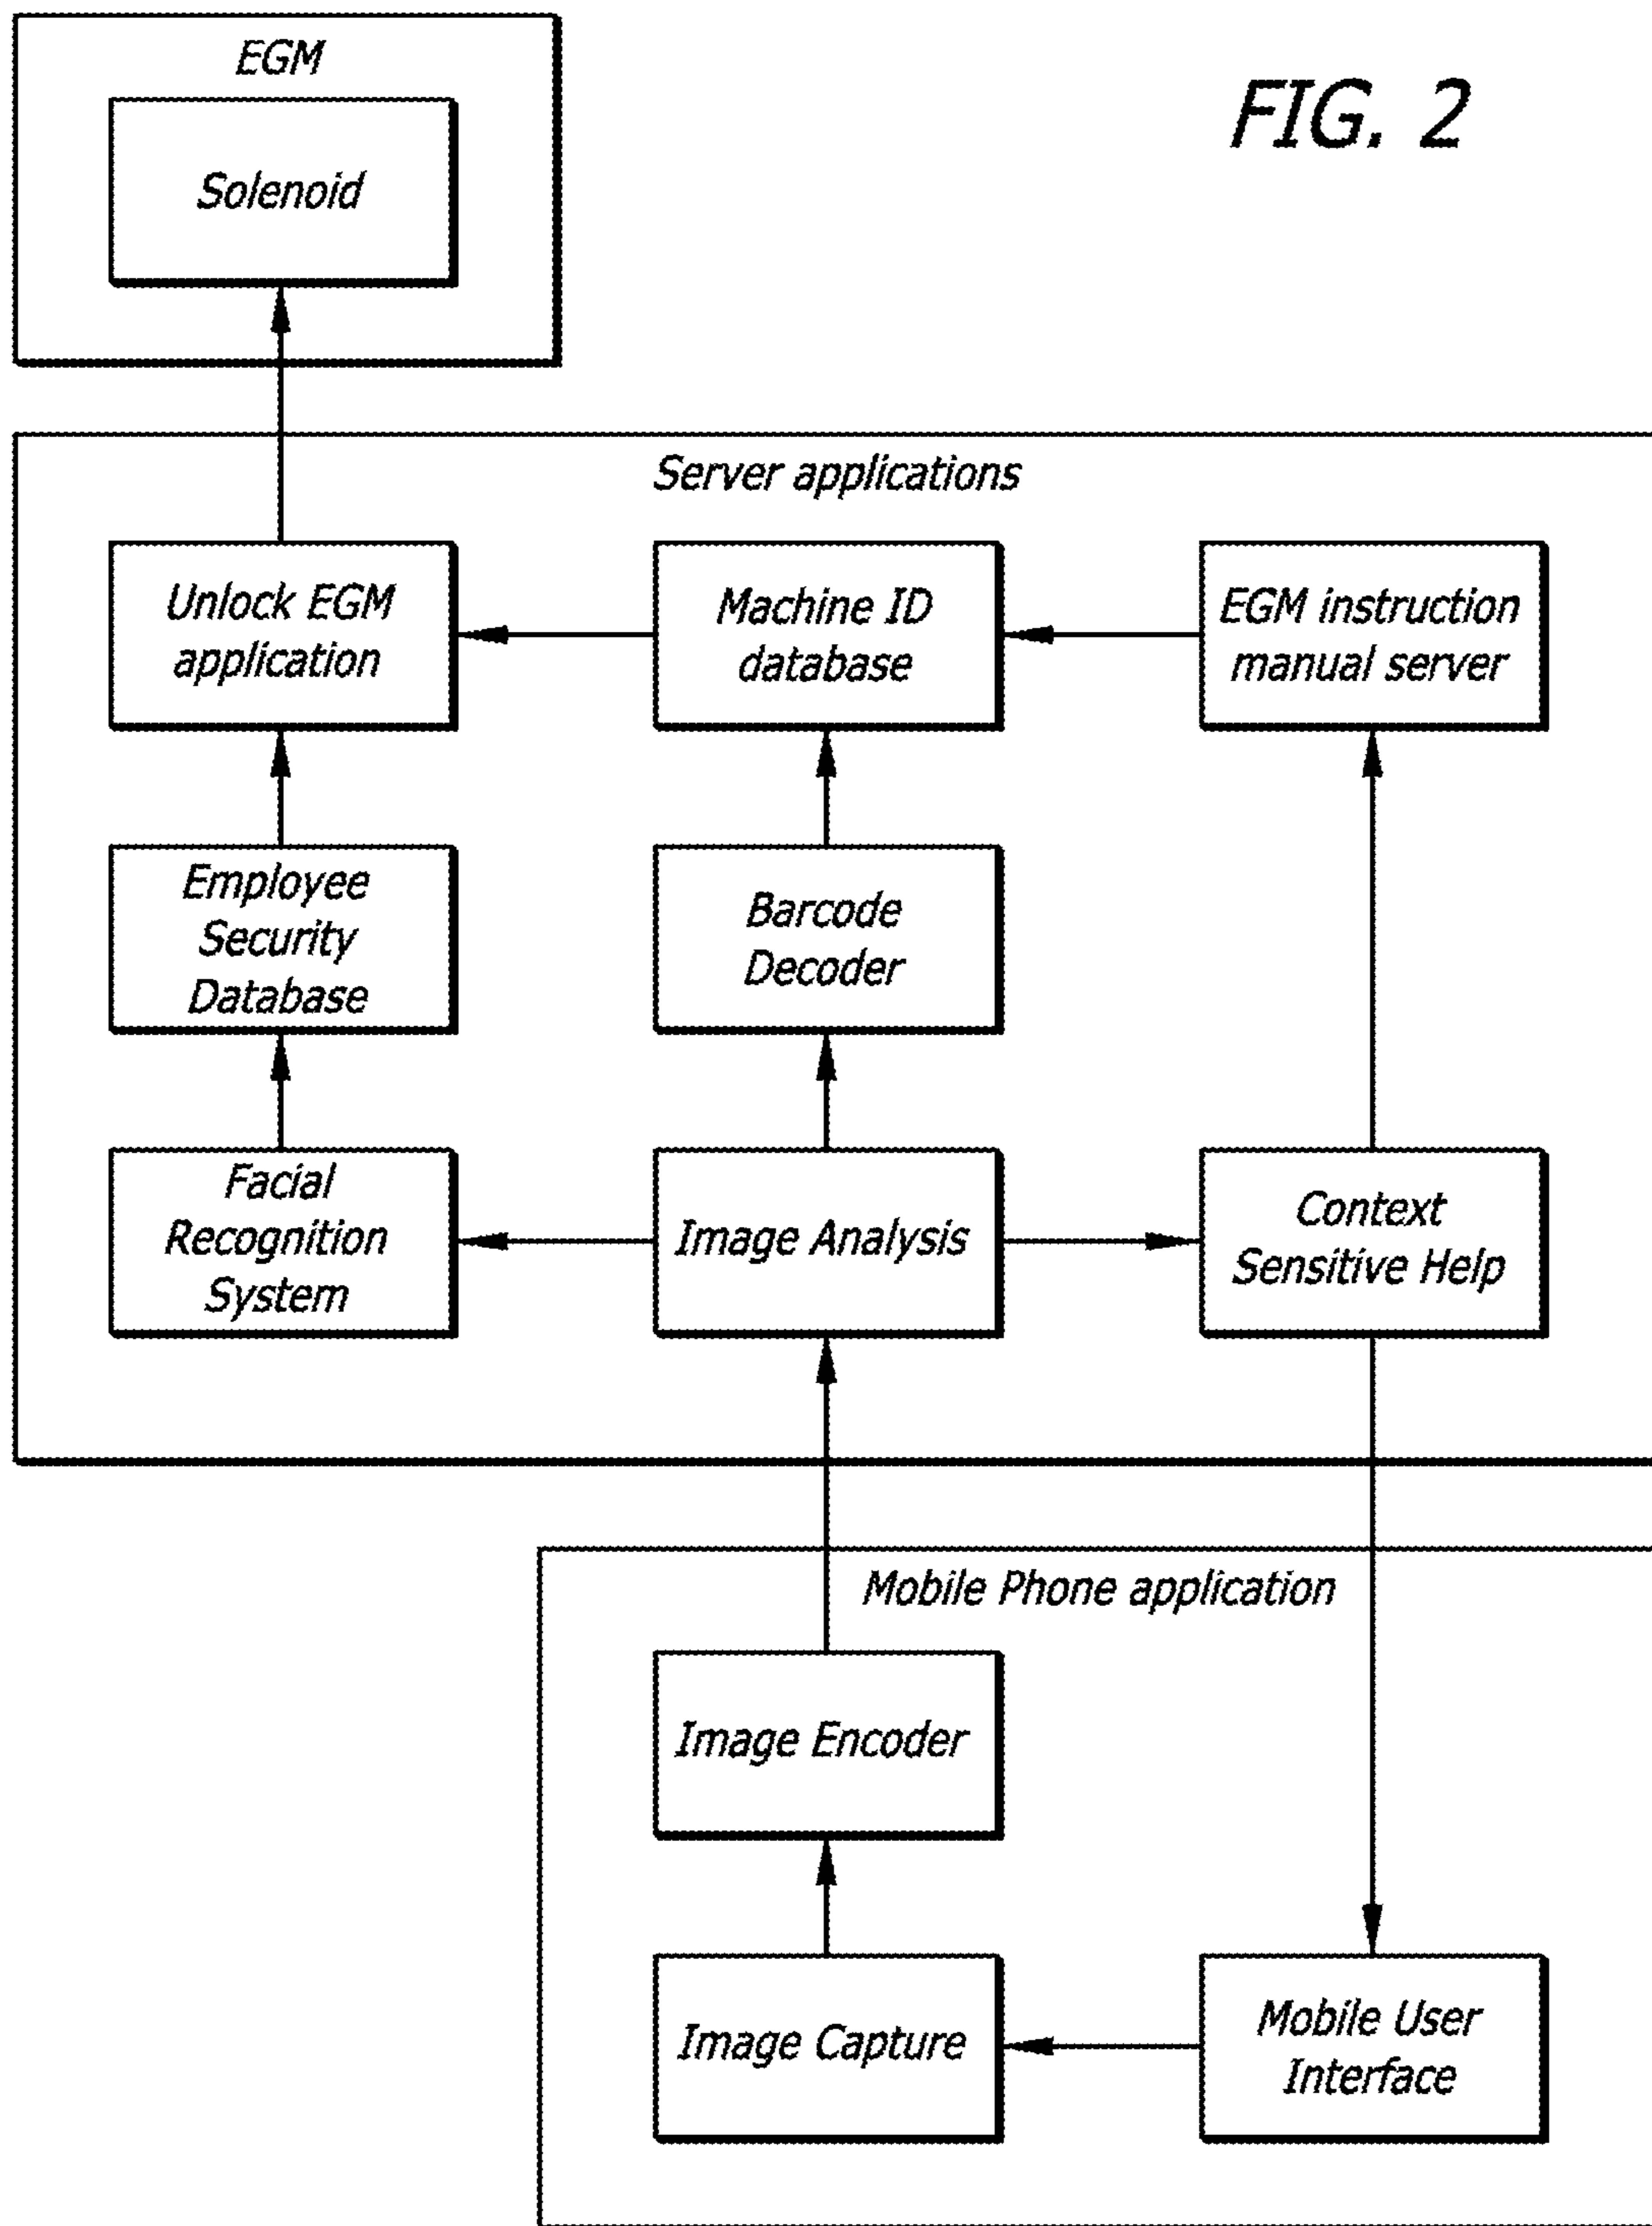 EGM
FIG. 2
Solenoid
Server applications
Unlock EGM
application
Machine ID
database
EGM instruction
manual server
Employee
Security
Database
Barcode
Decoder
Facial
Recognition
System
Image Analysis
Context
Sensitive Help
Mobile Phone application
Image Encoder
Image Capture
Mobile User
Interface